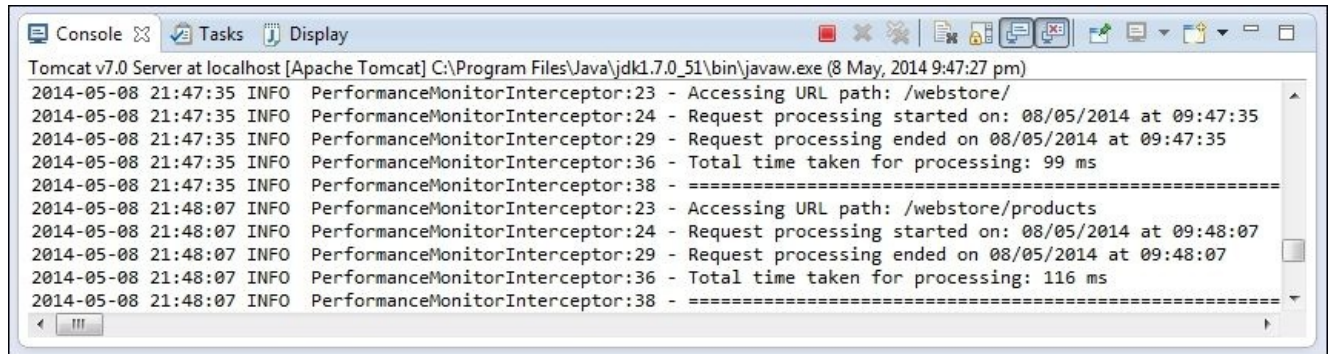 Console Tasks Display
Tomcat v7.0 Server at localhost [Apache Tomcat] C:\Program Files\Java\jdk1.7.0_51\bin\javaw.exe (8 May, 2014 9:47:27 pm)
2014-05-08 21:47:35 INFO  PerformanceMonitorInterceptor:23 - Accessing URL path: /webstore/
2014-05-08 21:47:35 INFO  PerformanceMonitorInterceptor:24 - Request processing started on: 08/05/2014 at 09:47:35
2014-05-08 21:47:35 INFO  PerformanceMonitorInterceptor:29 - Request processing ended on 08/05/2014 at 09:47:35
2014-05-08 21:47:35 INFO  PerformanceMonitorInterceptor:36 - Total time taken for processing: 99 ms
2014-05-08 21:47:35 INFO  PerformanceMonitorInterceptor:38 - =======================================================
2014-05-08 21:48:07 INFO  PerformanceMonitorInterceptor:23 - Accessing URL path: /webstore/products
2014-05-08 21:48:07 INFO  PerformanceMonitorInterceptor:24 - Request processing started on: 08/05/2014 at 09:48:07
2014-05-08 21:48:07 INFO  PerformanceMonitorInterceptor:29 - Request processing ended on 08/05/2014 at 09:48:07
2014-05-08 21:48:07 INFO  PerformanceMonitorInterceptor:36 - Total time taken for processing: 116 ms
2014-05-08 21:48:07 INFO  PerformanceMonitorInterceptor:38 - =======================================================